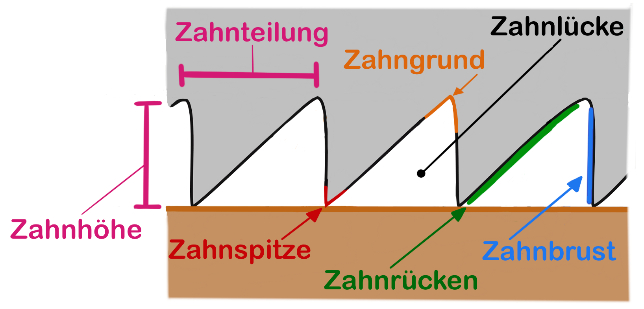 Zahnlücke
Zahnteilung
Zahngrund
Zahnhöhe
Zahnspitze
Zahnbrust
Zahnrücken